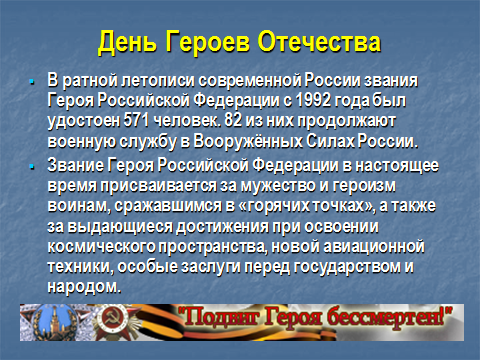 День Героев Отечества
В ратной летописи современной России звания
Героя Российской Федерации с 1992 года был
удостоен 571 человек. 82 из них продолжают
военную службу в Вооружённых Силах России.
Звание Героя Российской Федерации в настоящее
время присваивается за мужество и героизм
воинам, сражавшимся в «горячих точках», а также
за выдающиеся достижения при освоении
космического пространства, новой авиационной
техники, особые заслуги перед государством и
народом.
"Подвиг Героя бессмертен!"